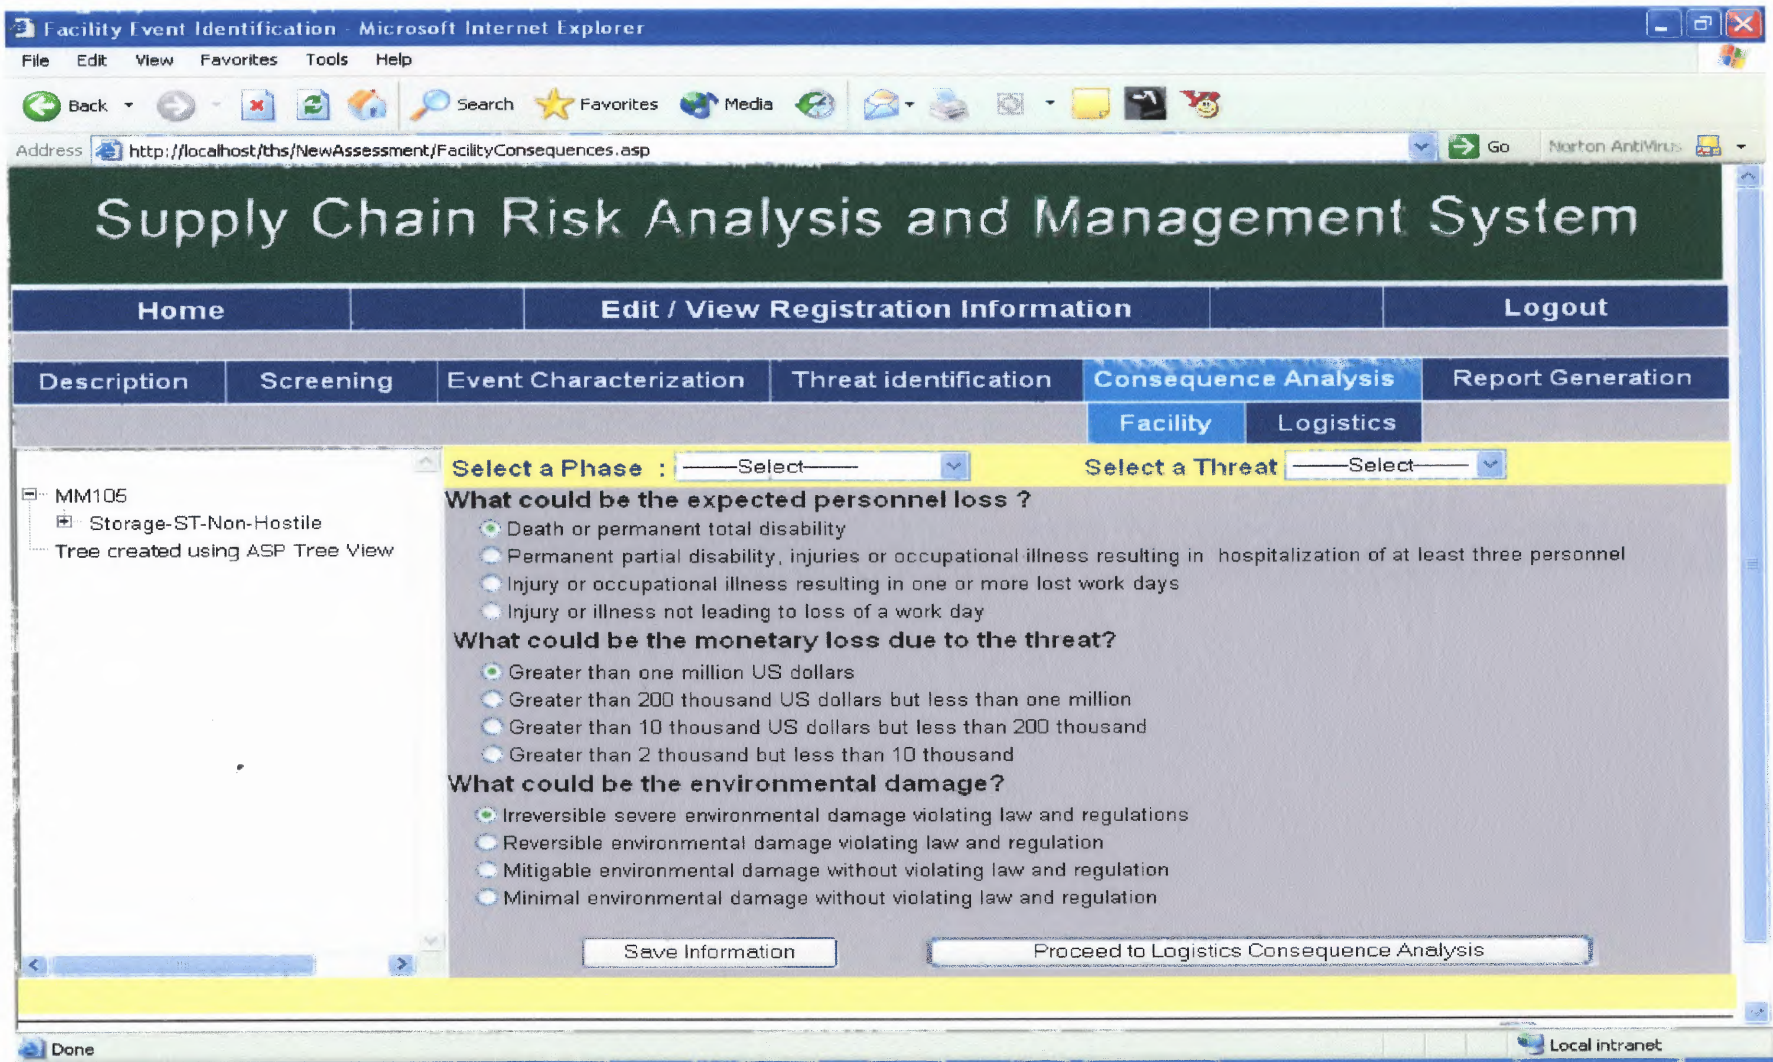 Facility Event Identification - Microsoft Internet Explorer
File Edit View Favorites Tools Help
Back Search Favorites Media
Address http://localhost/ths/NewAssessment/FacilityConsequences.asp Go Norton AntiVirus
Supply Chain Risk Analysis and Management System
Home Edit / View Registration Information Logout
Description Screening Event Characterization Threat identification Consequence Analysis Report Generation
Facility Logistics
Select a Phase : ——Select—— Select a Threat ——Select——
MM105
Storage-ST-Non-Hostile
Tree created using ASP Tree View
What could be the expected personnel loss ?
Death or permanent total disability
Permanent partial disability, injuries or occupational illness resulting in hospitalization of at least three personnel
Injury or occupational illness resulting in one or more lost work days
Injury or illness not leading to loss of a work day
What could be the monetary loss due to the threat?
Greater than one million US dollars
Greater than 200 thousand US dollars but less than one million
Greater than 10 thousand US dollars but less than 200 thousand
Greater than 2 thousand but less than 10 thousand
What could be the environmental damage?
Irreversible severe environmental damage violating law and regulations
Reversible environmental damage violating law and regulation
Mitigable environmental damage without violating law and regulation
Minimal environmental damage without violating law and regulation
Save Information Proceed to Logistics Consequence Analysis
Done Local intranet